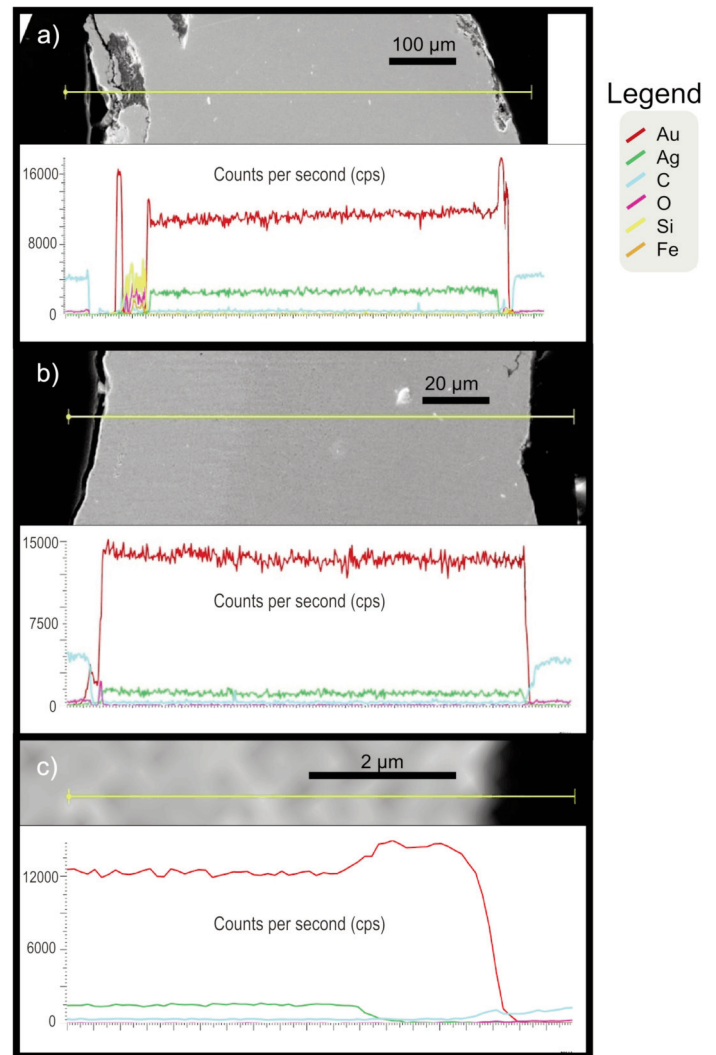 a)
100 µm
Legend
Au
Ag
C
O
Si
Fe
Counts per second (cps)
16000
8000
0
b)
20 µm
Counts per second (cps)
15000
7500
0
c)
2 µm
Counts per second (cps)
12000
6000
0